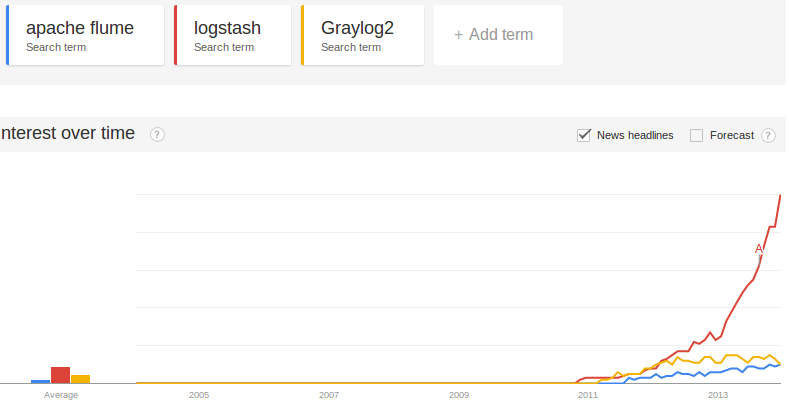 apache flume logstash Graylog2 + Add term
Search term Search term Search term
nterest over time ? News headlines Forecast ?
A
Average 2005 2007 2009 2011 2013